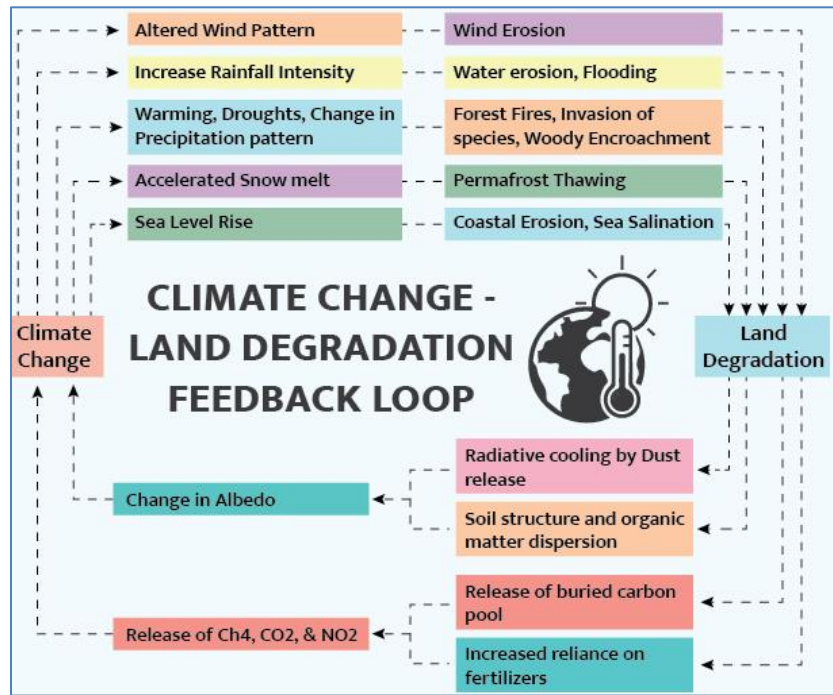 Altered Wind Pattern
Wind Erosion
Increase Rainfall Intensity
Water erosion, Flooding
Warming, Droughts, Change in
Precipitation pattern
Forest Fires, Invasion of
species, Woody Encroachment
Accelerated Snow melt
Permafrost Thawing
Sea Level Rise
Coastal Erosion, Sea Salination
CLIMATE CHANGE -
LAND DEGRADATION
FEEDBACK LOOP
Climate
Change
Land
Degradation
Radiative cooling by Dust
release
Change in Albedo
Soil structure and organic
matter dispersion
Release of buried carbon
pool
Release of Ch4, CO2, & NO2
Increased reliance on
fertilizers